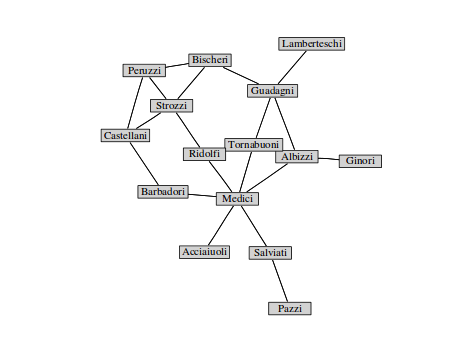 Lamberteschi
Bischeri
Peruzzi
Guadagni
Strozzi
Castellani
Tornabuoni
Ridolfi
Albizzi
Ginori
Barbadori
Medici
Acciaiuoli
Salviati
Pazzi